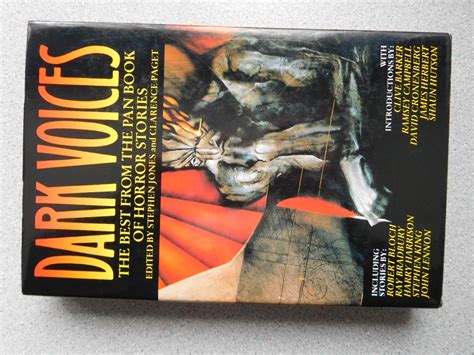 DARK VOICES
THE BEST FROM THE PAN BOOK
OF HORROR STORIES
EDITED BY STEPHEN JONES and CLARENCE PAGET
WITH
INTRODUCTIONS BY:
CLIVE BARKER
RAMSEY CAMPBELL
DAVID CRONENBERG
JAMES HERBERT
SHAUN HUTSON
INCLUDING
STORIES BY:
ROBERT BLOCH
RAY BRADBURY
HARRY HARRISON
STEPHEN KING
JOHN LENNON